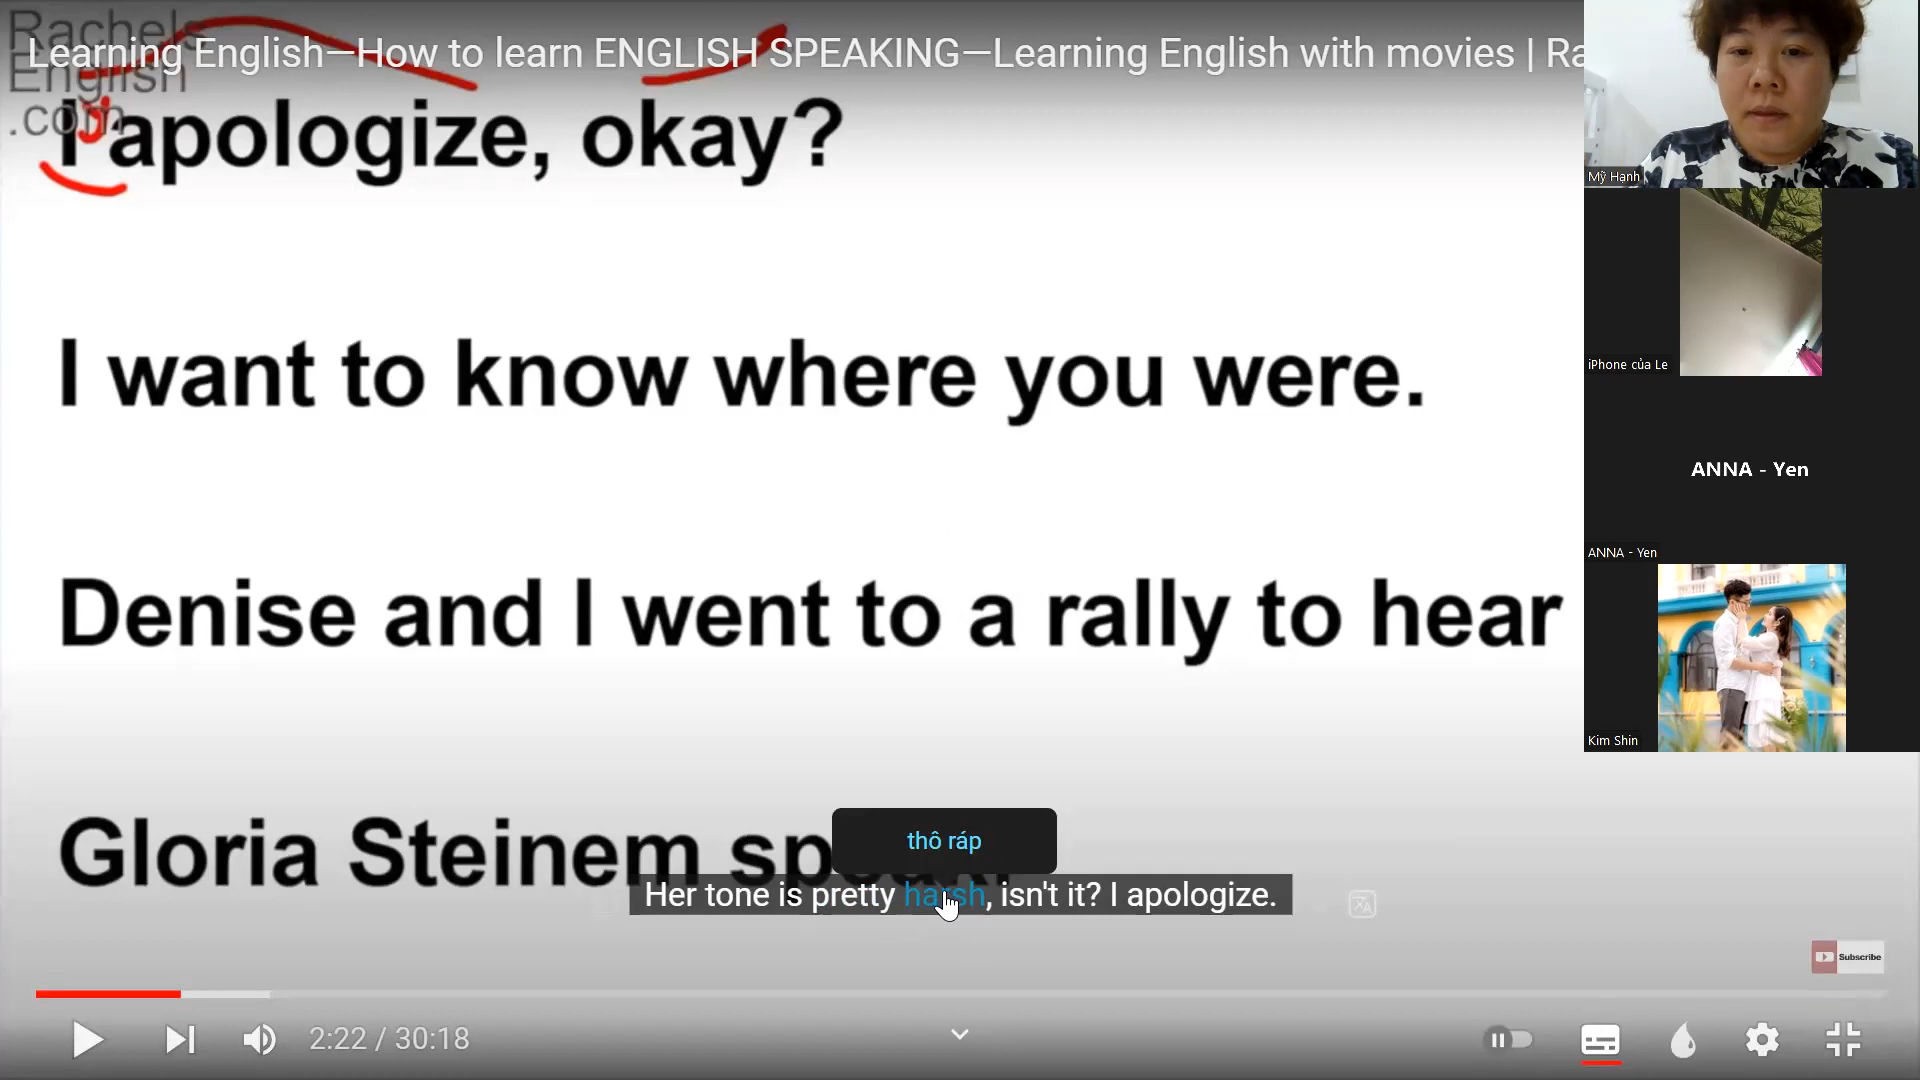 Rachel's
English
.com
Learning English—How to learn ENGLISH SPEAKING—Learning English with movies | Ra
I apologize, okay?
I want to know where you were.
Denise and I went to a rally to hear
Gloria Steinem speak.
thô ráp
Her tone is pretty harsh, isn't it? I apologize.
Subscribe
2:22 / 30:18
Mỹ Hạnh
iPhone của Le
ANNA - Yen
ANNA - Yen
Kim Shin